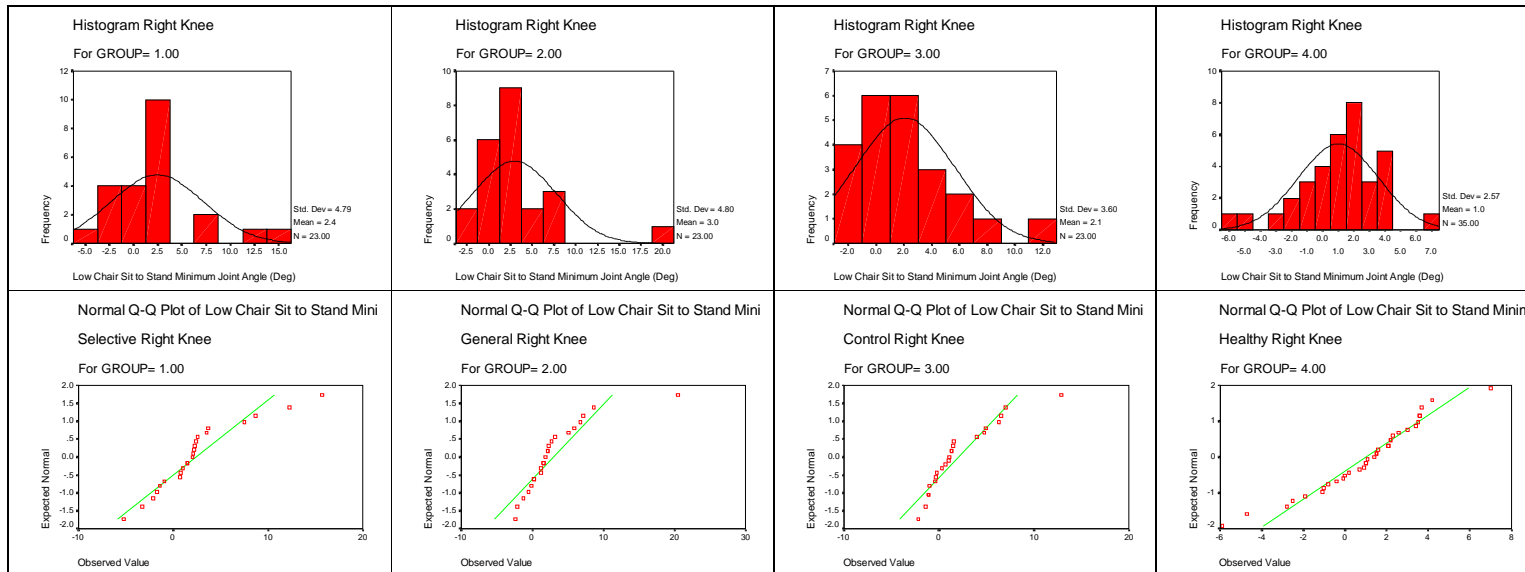 Histogram Right Knee
For GROUP= 1.00
12
10
8
6
4
2
0
Frequency
-5.0
-2.5
0.0
2.5
5.0
7.5
10.0
12.5
15.0
Std. Dev = 4.79
Mean = 2.4
N = 23.00
Low Chair Sit to Stand Minimum Joint Angle (Deg)
Histogram Right Knee
For GROUP= 2.00
10
8
6
4
2
0
Frequency
-2.5
0.0
2.5
5.0
7.5
10.0
12.5
15.0
17.5
20.0
Std. Dev = 4.80
Mean = 3.0
N = 23.00
Low Chair Sit to Stand Minimum Joint Angle (Deg)
Histogram Right Knee
For GROUP= 3.00
7
6
5
4
3
2
1
0
Frequency
-2.0
0.0
2.0
4.0
6.0
8.0
10.0
12.0
Std. Dev = 3.60
Mean = 2.1
N = 23.00
Low Chair Sit to Stand Minimum Joint Angle (Deg)
Histogram Right Knee
For GROUP= 4.00
10
8
6
4
2
0
Frequency
-6.0
-5.0
-4.0
-3.0
-2.0
-1.0
0.0
1.0
2.0
3.0
4.0
5.0
6.0
7.0
Std. Dev = 2.57
Mean = 1.0
N = 35.00
Low Chair Sit to Stand Minimum Joint Angle (Deg)
Normal Q-Q Plot of Low Chair Sit to Stand Mini
Selective Right Knee
For GROUP= 1.00
2.0
1.5
1.0
.5
0.0
-.5
-1.0
-1.5
-2.0
Expected Normal
-10
0
10
20
Observed Value
Normal Q-Q Plot of Low Chair Sit to Stand Mini
General Right Knee
For GROUP= 2.00
2.0
1.5
1.0
.5
0.0
-.5
-1.0
-1.5
-2.0
Expected Normal
-10
0
10
20
30
Observed Value
Normal Q-Q Plot of Low Chair Sit to Stand Mini
Control Right Knee
For GROUP= 3.00
2.0
1.5
1.0
.5
0.0
-.5
-1.0
-1.5
-2.0
Expected Normal
-10
0
10
20
Observed Value
Normal Q-Q Plot of Low Chair Sit to Stand Minin
Healthy Right Knee
For GROUP= 4.00
2
1
0
-1
-2
Expected Normal
-6
-4
-2
0
2
4
6
8
Observed Value